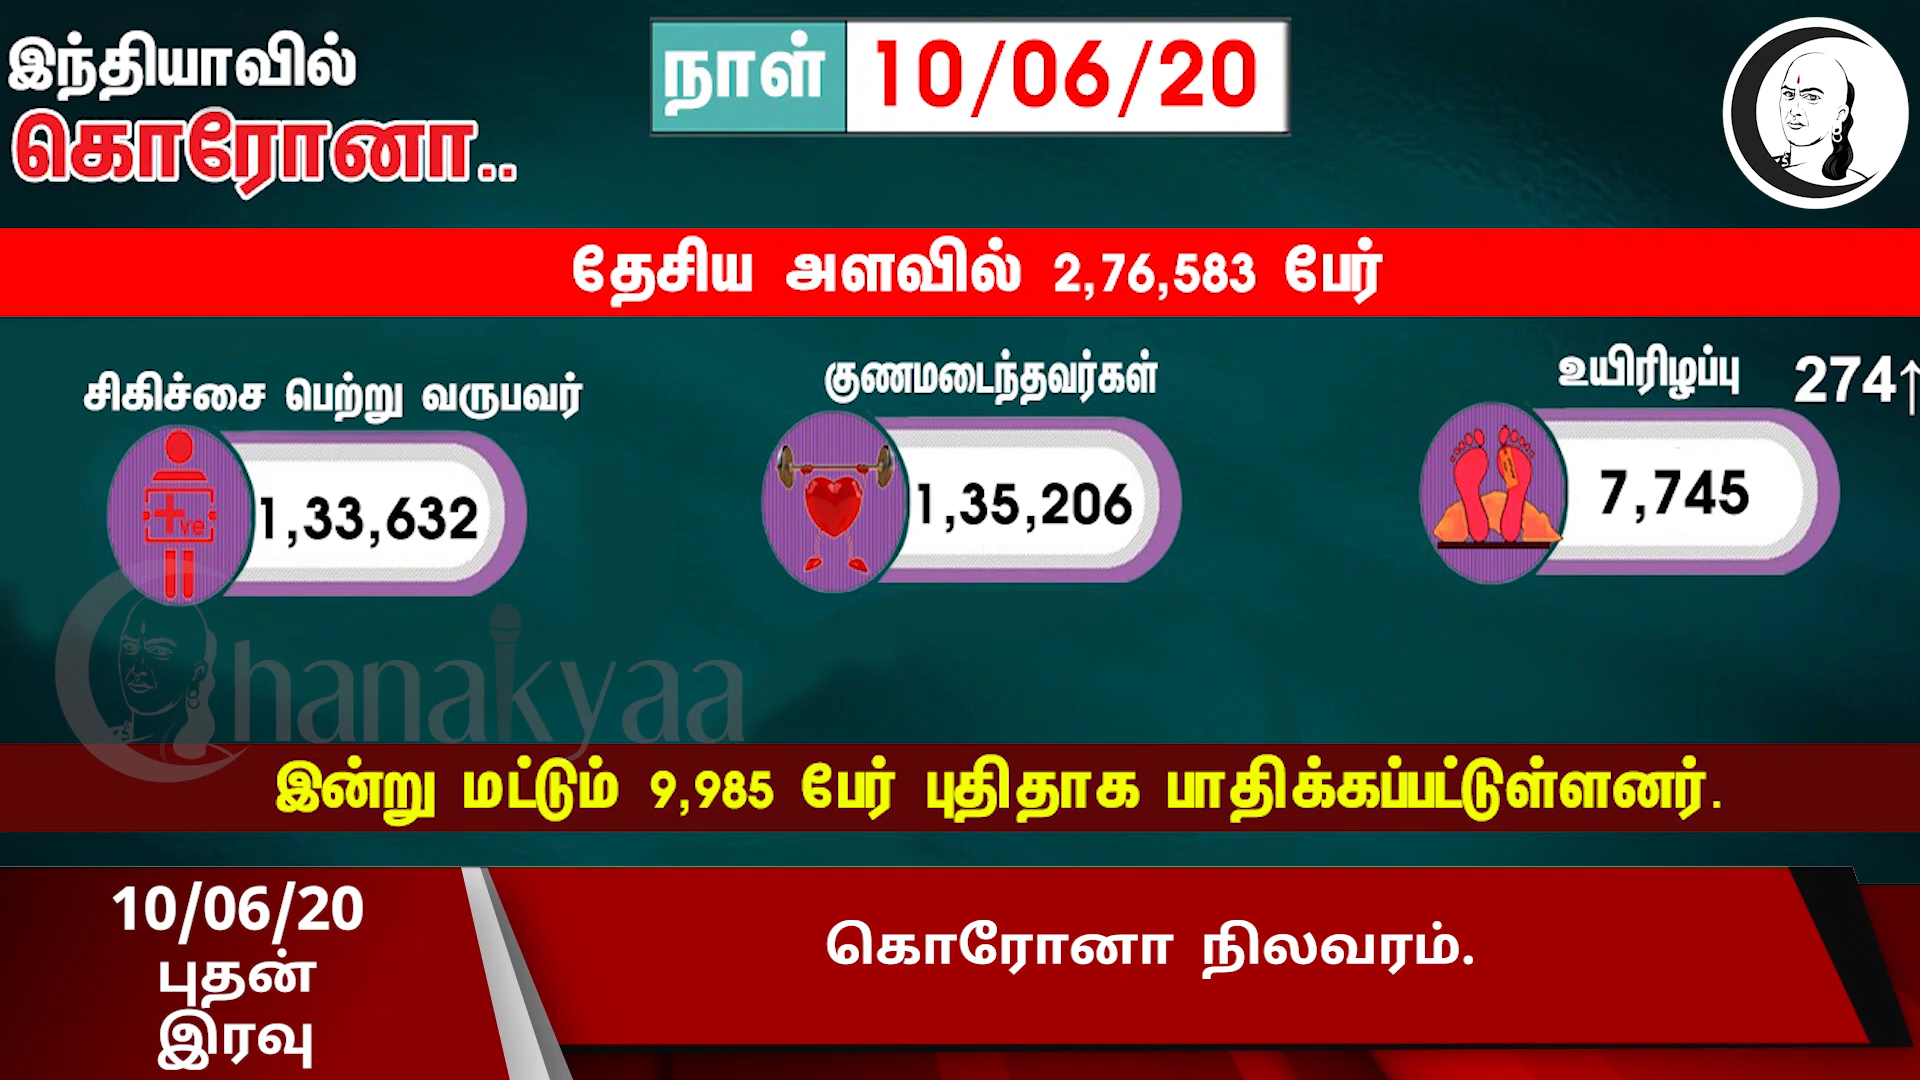 இந்தியாவில்
கொரோனா..
நாள் 10/06/20
தேசிய அளவில் 2,76,583 பேர்
சிகிச்சை பெற்று வருபவர்
+ve
1,33,632
குணமடைந்தவர்கள்
1,35,206
உயிரிழப்பு 274↑
7,745
Chanakyaa
இன்று மட்டும் 9,985 பேர் புதிதாக பாதிக்கப்பட்டுள்ளனர்.
10/06/20
புதன்
இரவு
கொரோனா நிலவரம்.